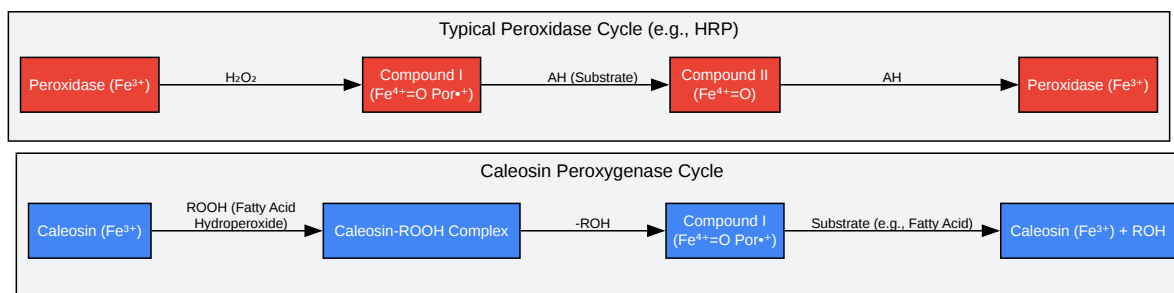 Typical Peroxidase Cycle (e.g., HRP)
Peroxidase (Fe³⁺)
H₂O₂
Compound I
(Fe⁴⁺=O Por•⁺)
AH (Substrate)
Compound II
(Fe⁴⁺=O)
AH
Peroxidase (Fe³⁺)
Caleosin Peroxygenase Cycle
Caleosin (Fe³⁺)
ROOH (Fatty Acid
Hydroperoxide)
Caleosin-ROOH Complex
-ROH
Compound I
(Fe⁴⁺=O Por•⁺)
Substrate (e.g., Fatty Acid)
Caleosin (Fe³⁺) + ROH